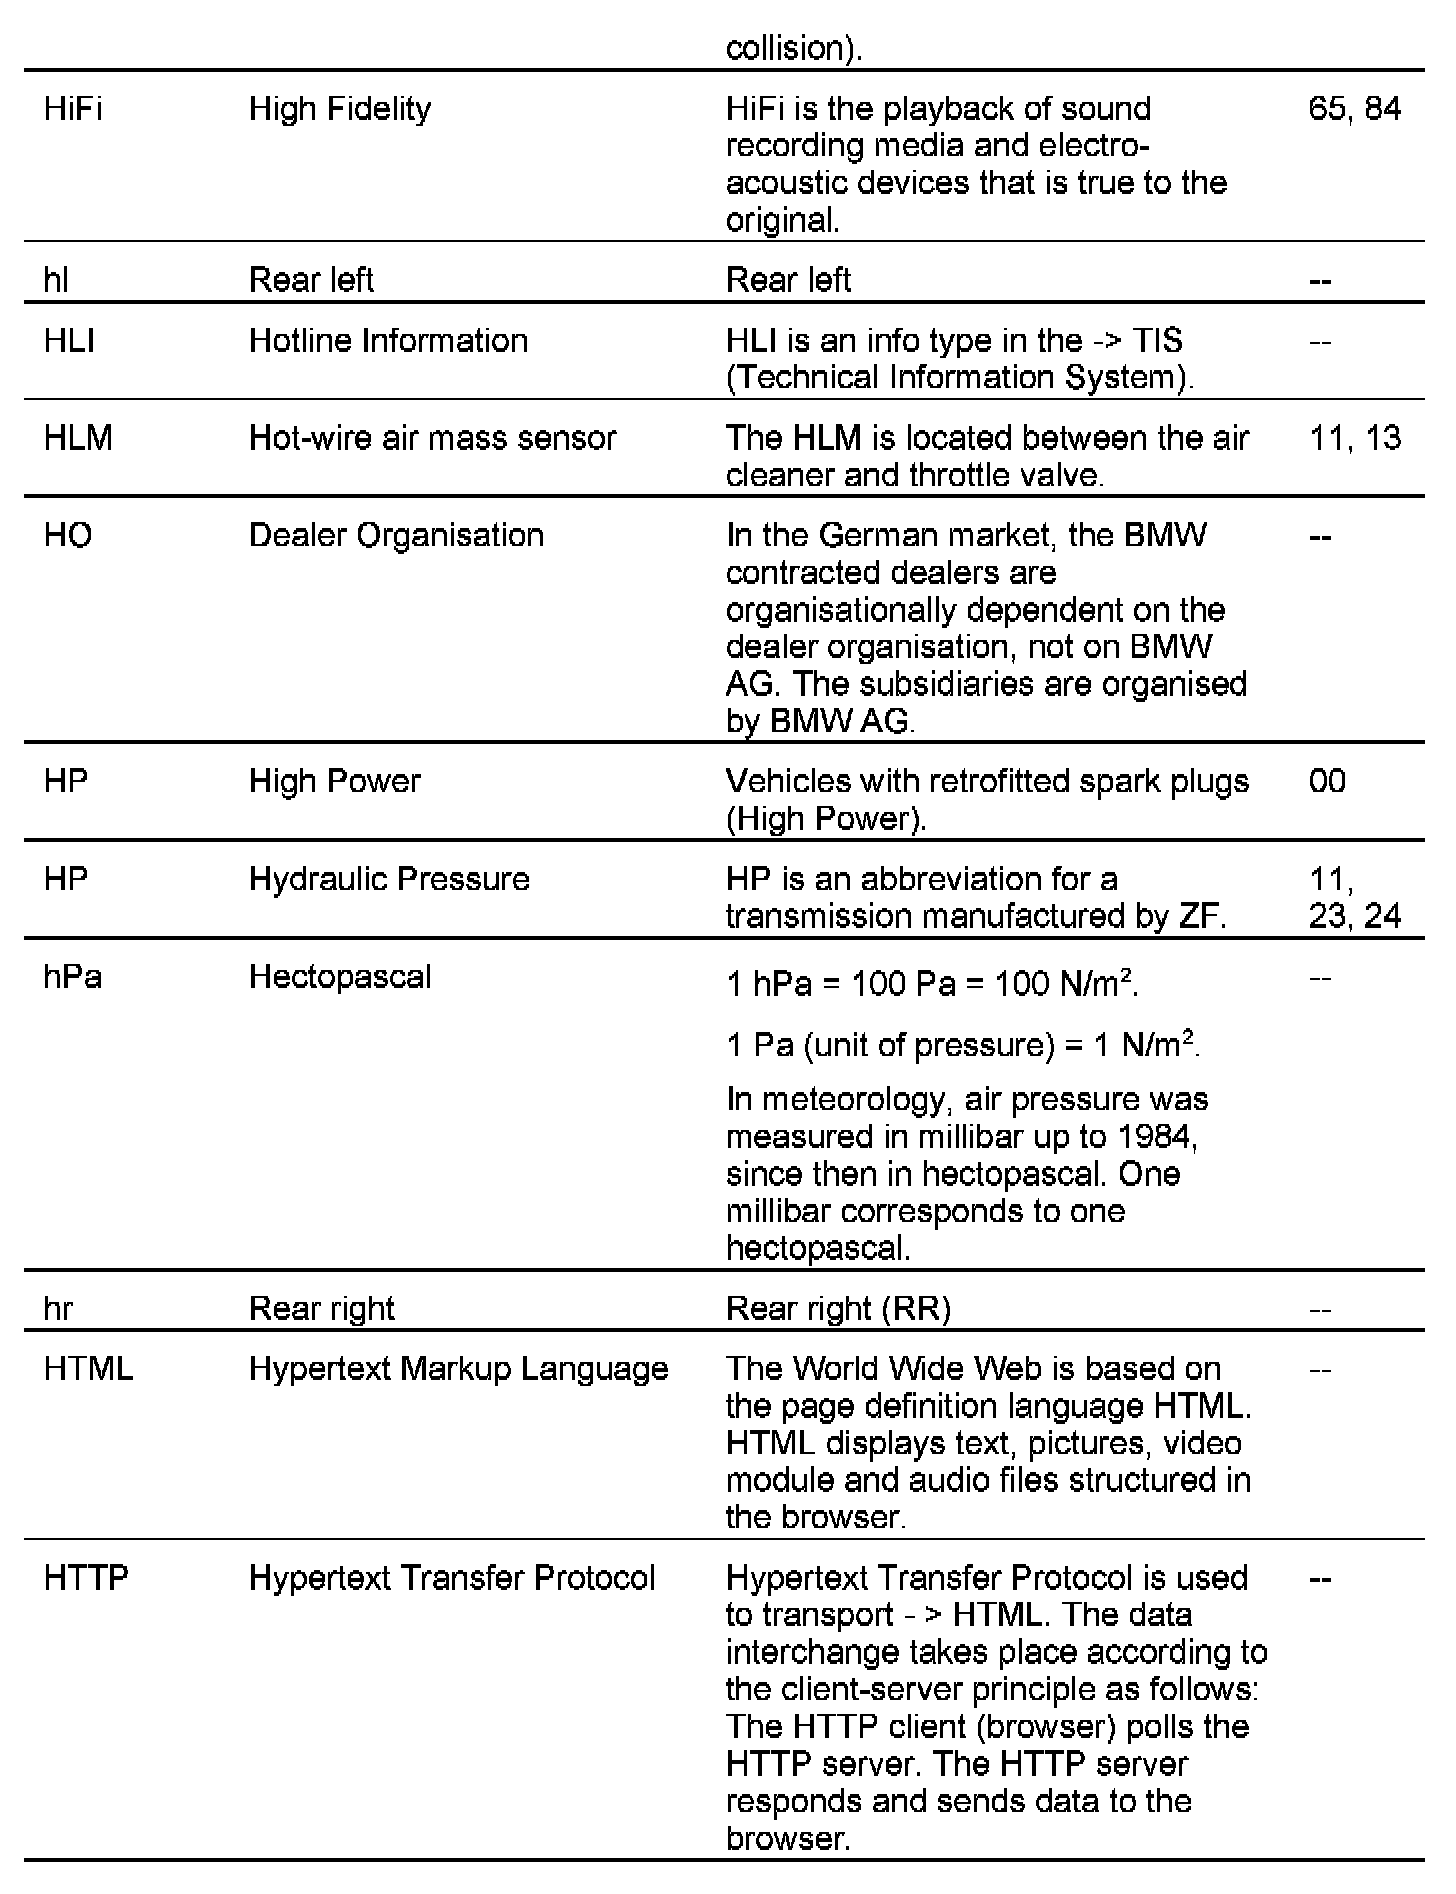 collision).
HiFi High Fidelity HiFi is the playback of sound 65, 84
recording media and electro-
acoustic devices that is true to the
original.
hl Rear left Rear left --
HLI Hotline Information HLI is an info type in the -> TIS --
(Technical Information System).
HLM Hot-wire air mass sensor The HLM is located between the air 11, 13
cleaner and throttle valve.
HO Dealer Organisation In the German market, the BMW --
contracted dealers are
organisationally dependent on the
dealer organisation, not on BMW
AG. The subsidiaries are organised
by BMW AG.
HP High Power Vehicles with retrofitted spark plugs 00
(High Power).
HP Hydraulic Pressure HP is an abbreviation for a 11,
transmission manufactured by ZF. 23, 24
hPa Hectopascal 1 hPa = 100 Pa = 100 N/m². --
1 Pa (unit of pressure) = 1 N/m².
In meteorology, air pressure was
measured in millibar up to 1984,
since then in hectopascal. One
millibar corresponds to one
hectopascal.
hr Rear right Rear right (RR) --
HTML Hypertext Markup Language The World Wide Web is based on --
the page definition language HTML.
HTML displays text, pictures, video
module and audio files structured in
the browser.
HTTP Hypertext Transfer Protocol Hypertext Transfer Protocol is used --
to transport - > HTML. The data
interchange takes place according to
the client-server principle as follows:
The HTTP client (browser) polls the
HTTP server. The HTTP server
responds and sends data to the
browser.